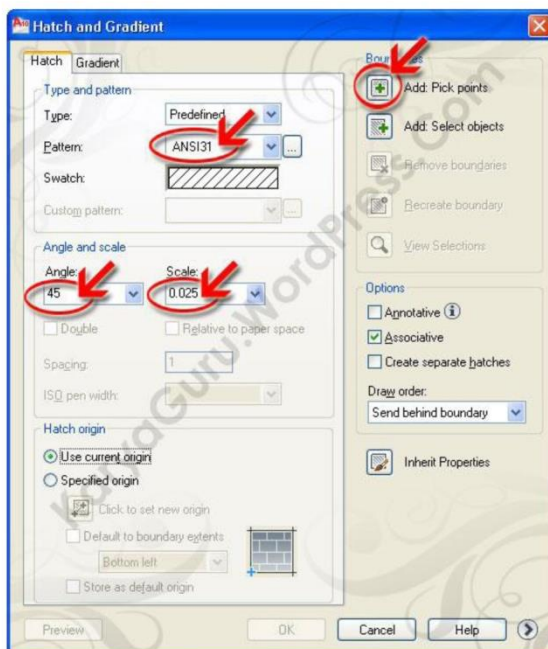 Hatch and Gradient
Hatch Gradient
Type and pattern
Type: Predefined
Pattern: ANSI31 ...
Swatch:
Custom pattern: ...
Angle and scale
Angle: Scale:
45 0.025
Double Relative to paper space
Spacing: 1
ISO pen width:
Hatch origin
Use current origin
Specified origin
Click to set new origin
Default to boundary extents
Bottom left
Store as default origin
Boundaries
Add: Pick points
Add: Select objects
Remove boundaries
Recreate boundary
View Selections
Options
Annotative
Associative
Create separate hatches
Draw order:
Send behind boundary
Inherit Properties
Preview OK Cancel Help